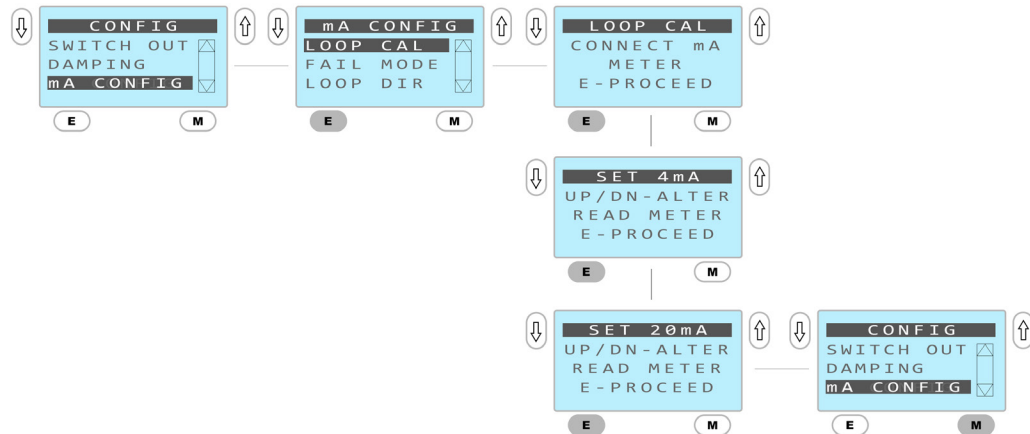 CONFIG
SWITCH OUT
DAMPING
mA CONFIG
E
M
mA CONFIG
LOOP CAL
FAIL MODE
LOOP DIR
E
M
LOOP CAL
CONNECT mA
METER
E-PROCEED
E
M
SET 4mA
UP/DN-ALTER
READ METER
E-PROCEED
E
M
SET 20mA
UP/DN-ALTER
READ METER
E-PROCEED
E
M
CONFIG
SWITCH OUT
DAMPING
mA CONFIG
E
M